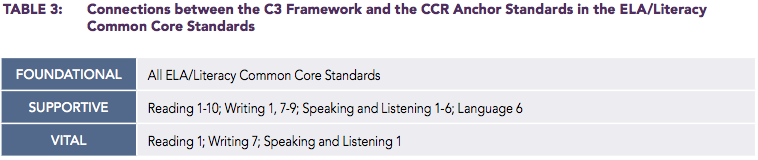 TABLE 3: Connections between the C3 Framework and the CCR Anchor Standards in the ELA/Literacy
Common Core Standards
FOUNDATIONAL All ELA/Literacy Common Core Standards
SUPPORTIVE Reading 1-10; Writing 1, 7-9; Speaking and Listening 1-6; Language 6
VITAL Reading 1; Writing 7; Speaking and Listening 1